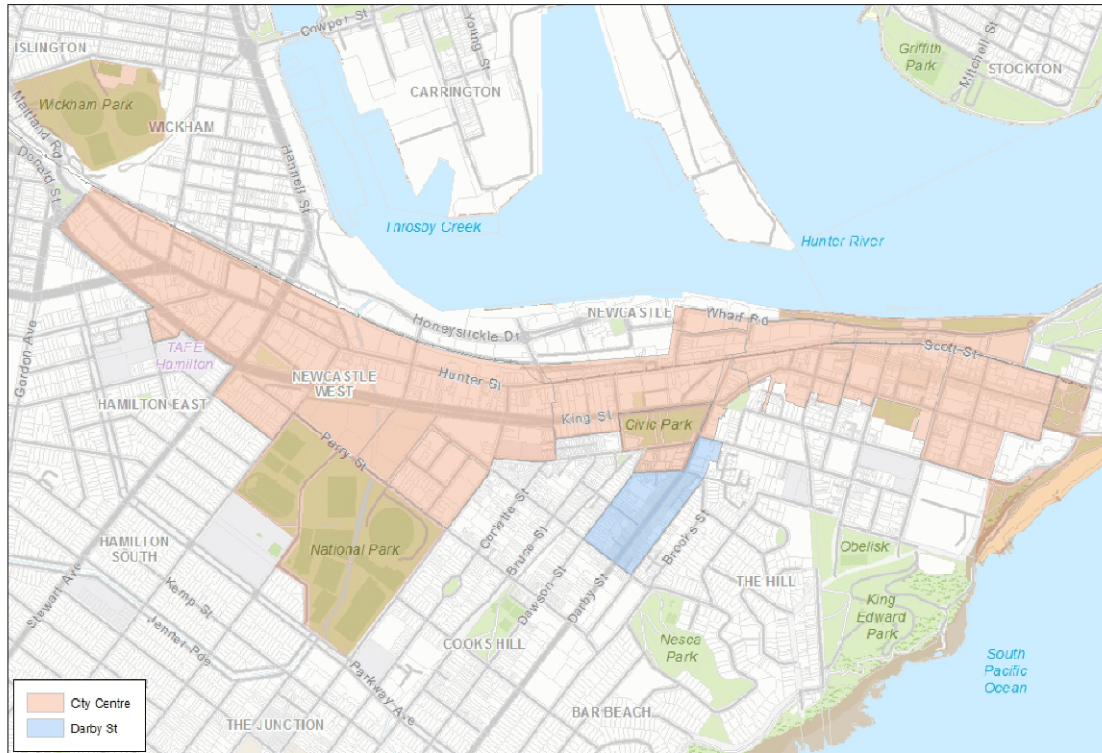 Cowper St
Young St
ISLINGTON
Griffith
Park
Mitchell St
STOCKTON
CARRINGTON
Wickham Park
Maitland Rd
WICKHAM
Donald St
Hannell St
Throsby Creek
Hunter River
Honeysuckle Dr
NEWCASTLE
Wharf Rd
Scott St
Gordon Ave
TAFE
Hamilton
Hunter St
NEWCASTLE
WEST
HAMILTON EAST
King St
Civic Park
Parry St
Corlette St
Bruce St
Brooks St
National Park
HAMILTON
SOUTH
Obelisk
Dawson St
Darby St
THE HILL
Stewart Ave
Kemp St
Jenner Pde
King
Edward
Park
COOKS HILL
Nesca
Park
South
Pacific
Ocean
Parkway Ave
City Centre
Darby St
THE JUNCTION
BAR BEACH